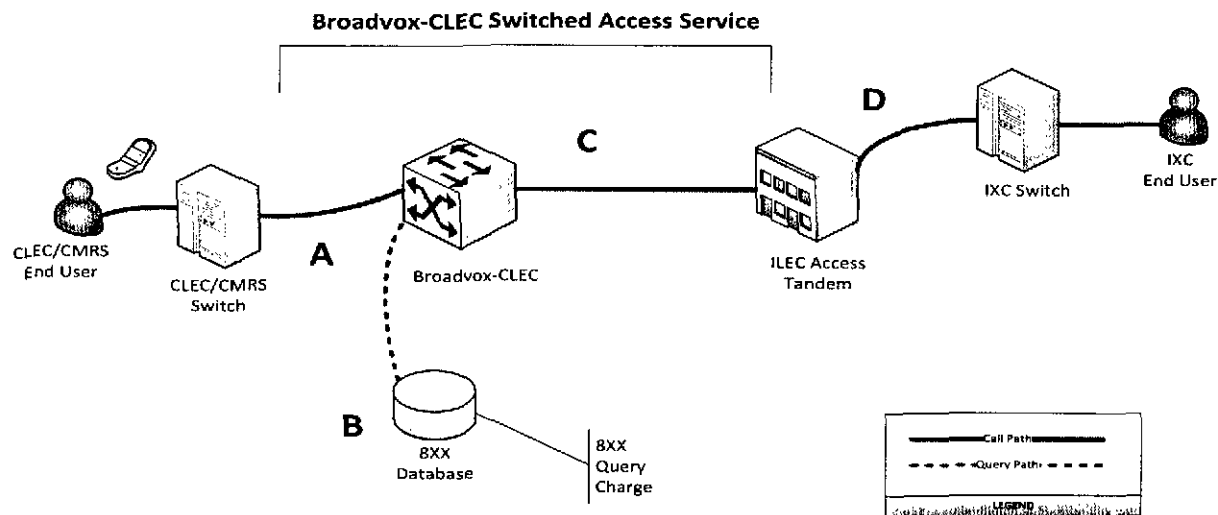 Broadvox-CLEC Switched Access Service
D
C
A
B
CLEC/CMRS
End User
CLEC/CMRS
Switch
Broadvox-CLEC
ILEC Access
Tandem
IXC Switch
IXC
End User
8XX
Database
8XX
Query
Charge
Call Path
Query Path
LEGEND